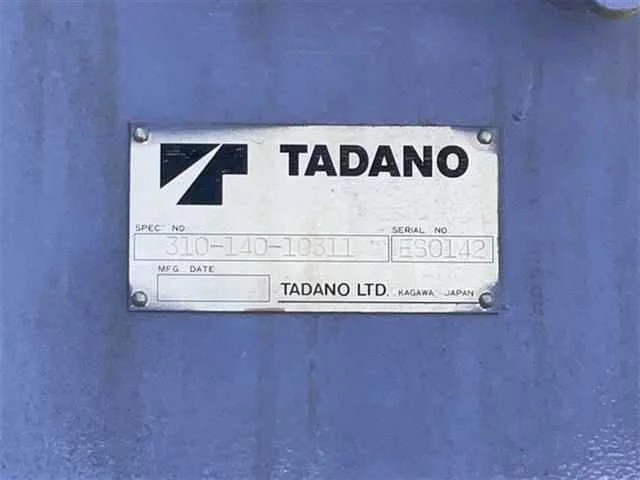 TADANO
SPEC NO SERIAL NO
310-140-10311 ES0142
MFG DATE
TADANO LTD. KAGAWA JAPAN